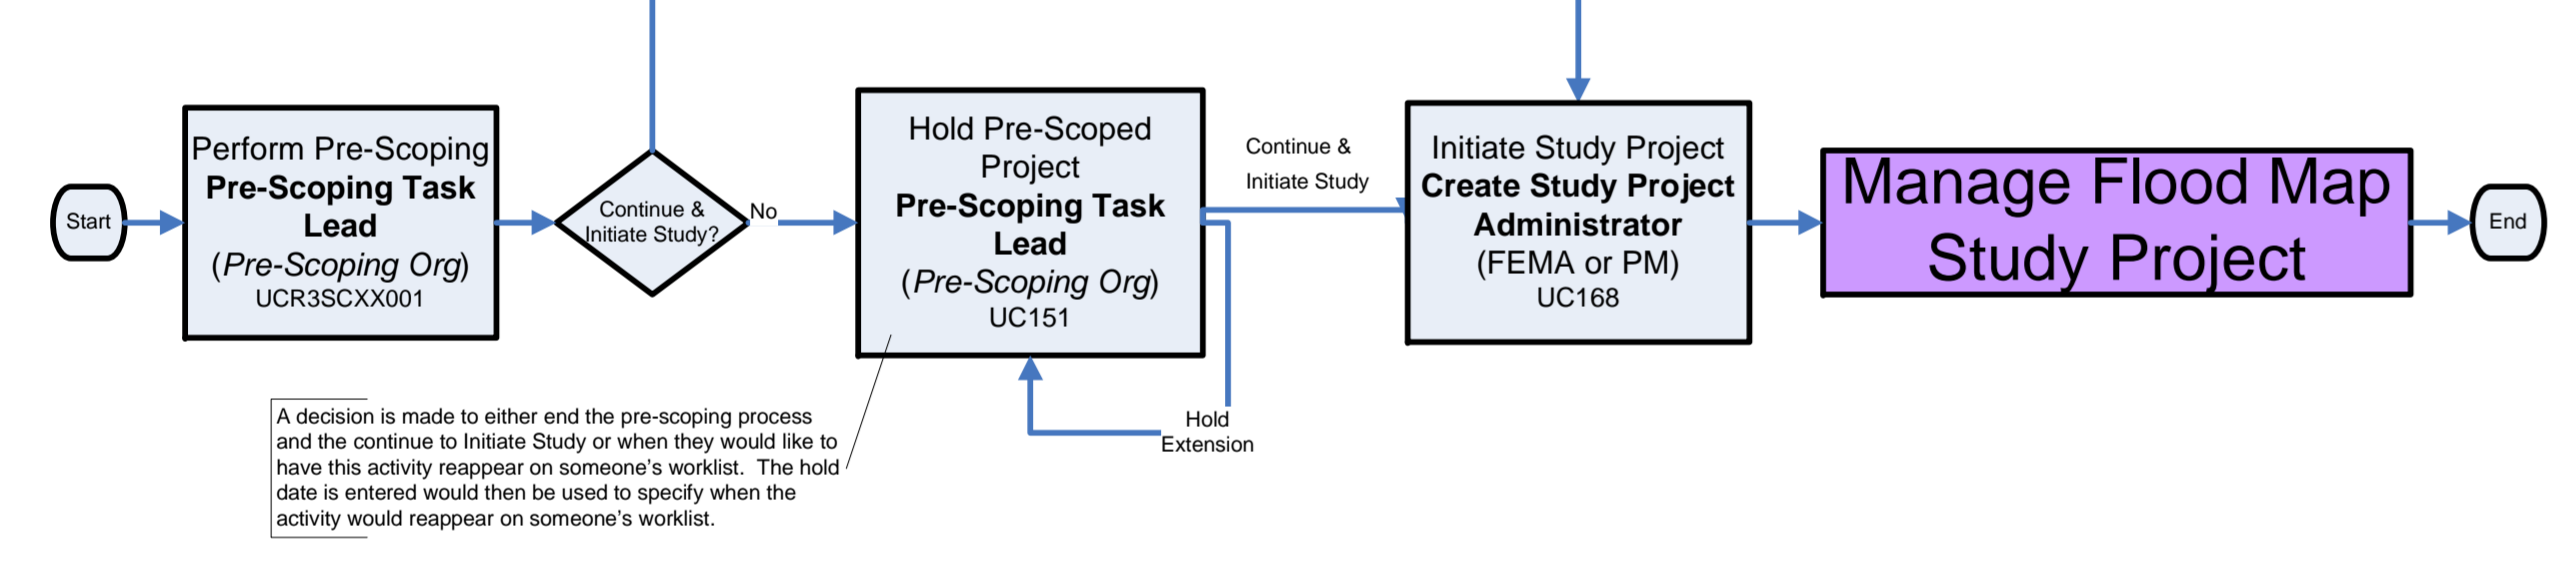 Start
Perform Pre-Scoping
Pre-Scoping Task
Lead
(Pre-Scoping Org)
UCR3SCXX001
Continue &
Initiate Study?
No
Hold Pre-Scoped
Project
Pre-Scoping Task
Lead
(Pre-Scoping Org)
UC151
Continue &
Initiate Study
Hold
Extension
Initiate Study Project
Create Study Project
Administrator
(FEMA or PM)
UC168
Manage Flood Map
Study Project
End
A decision is made to either end the pre-scoping process
and the continue to Initiate Study or when they would like to
have this activity reappear on someone's worklist.  The hold
date is entered would then be used to specify when the
activity would reappear on someone's worklist.